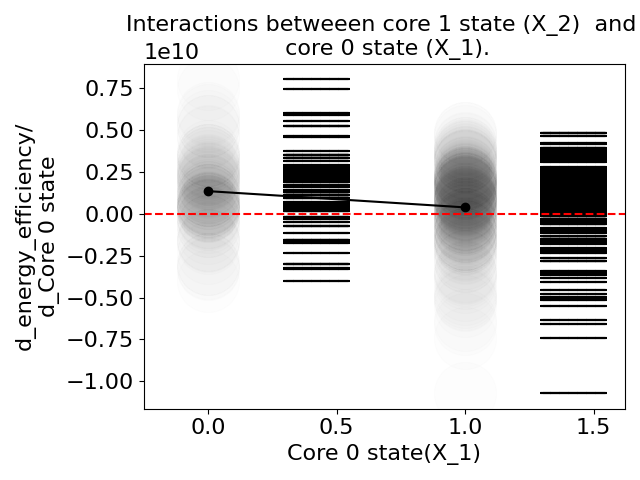 Interactions betweeen core 1 state (X_2)  and
core 0 state (X_1).
1e10
0.75
0.50
0.25
0.00
−0.25
−0.50
−0.75
−1.00
d_energy_efficiency/
d_Core 0 state
0.0
0.5
1.0
1.5
Core 0 state(X_1)